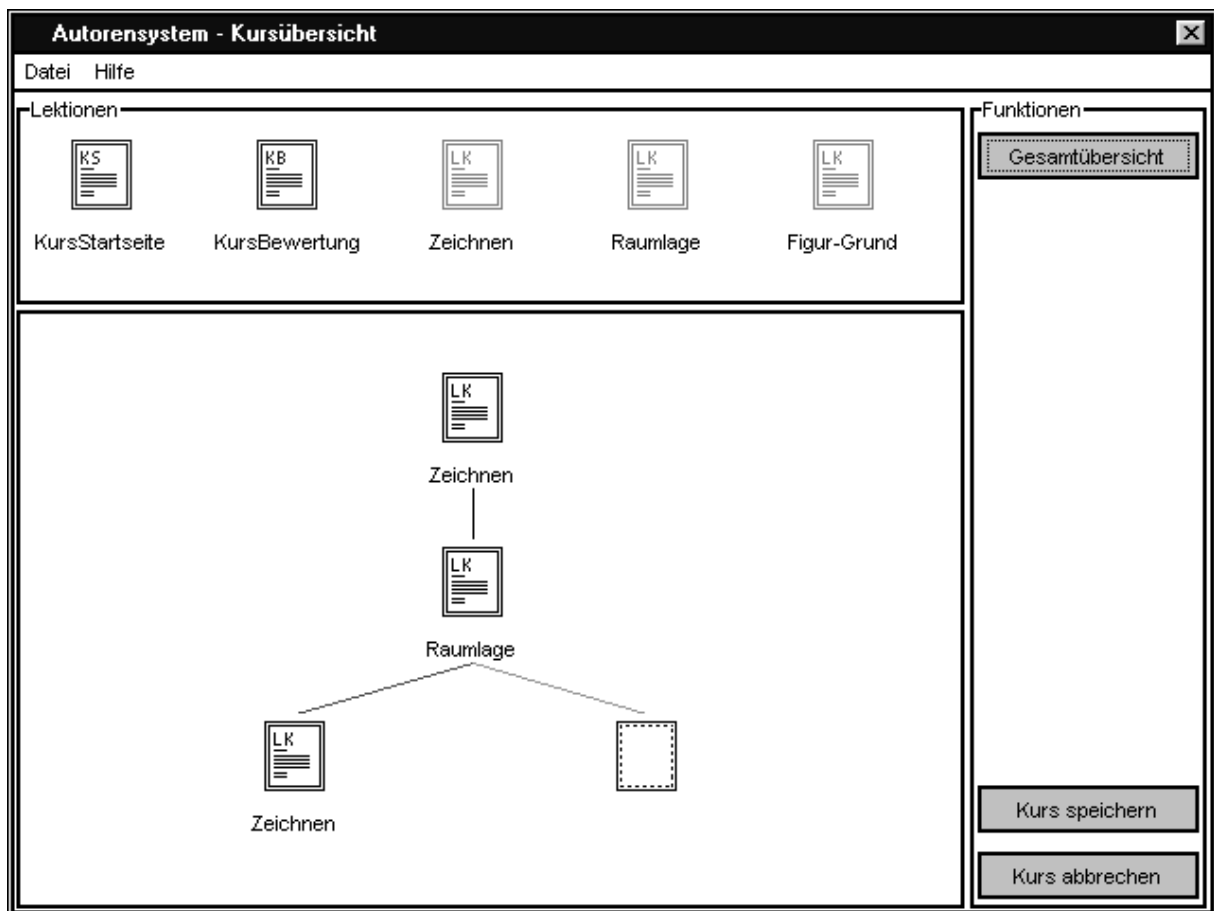 Autorensystem - Kursübersicht
Datei Hilfe
Lektionen
KS KB LK LK LK
KursStartseite KursBewertung Zeichnen Raumlage Figur-Grund
Funktionen
Gesamtübersicht
LK
Zeichnen
LK
Raumlage
LK
Zeichnen
Kurs speichern
Kurs abbrechen